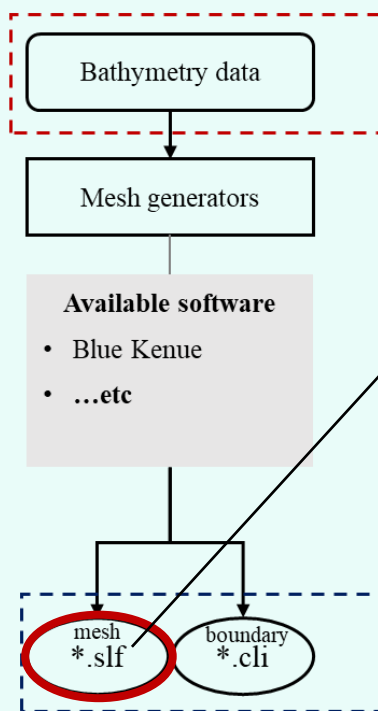 Bathymetry data
Mesh generators
Available software
• Blue Kenue
• …etc
mesh
*.slf
boundary
*.cli